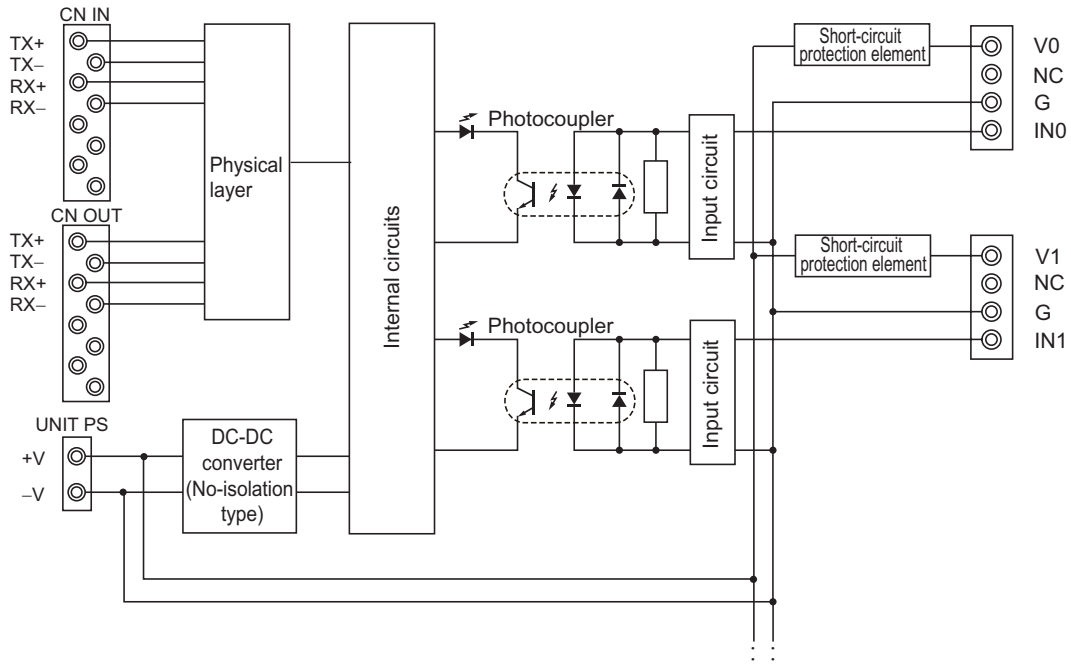 CN IN
TX+
TX−
RX+
RX−
CN OUT
TX+
TX−
RX+
RX−
UNIT PS
+V
−V
Physical
layer
DC-DC
converter
(No-isolation
type)
Internal circuits
Photocoupler
Input circuit
Photocoupler
Input circuit
Short-circuit
protection element
V0
NC
G
IN0
Short-circuit
protection element
V1
NC
G
IN1